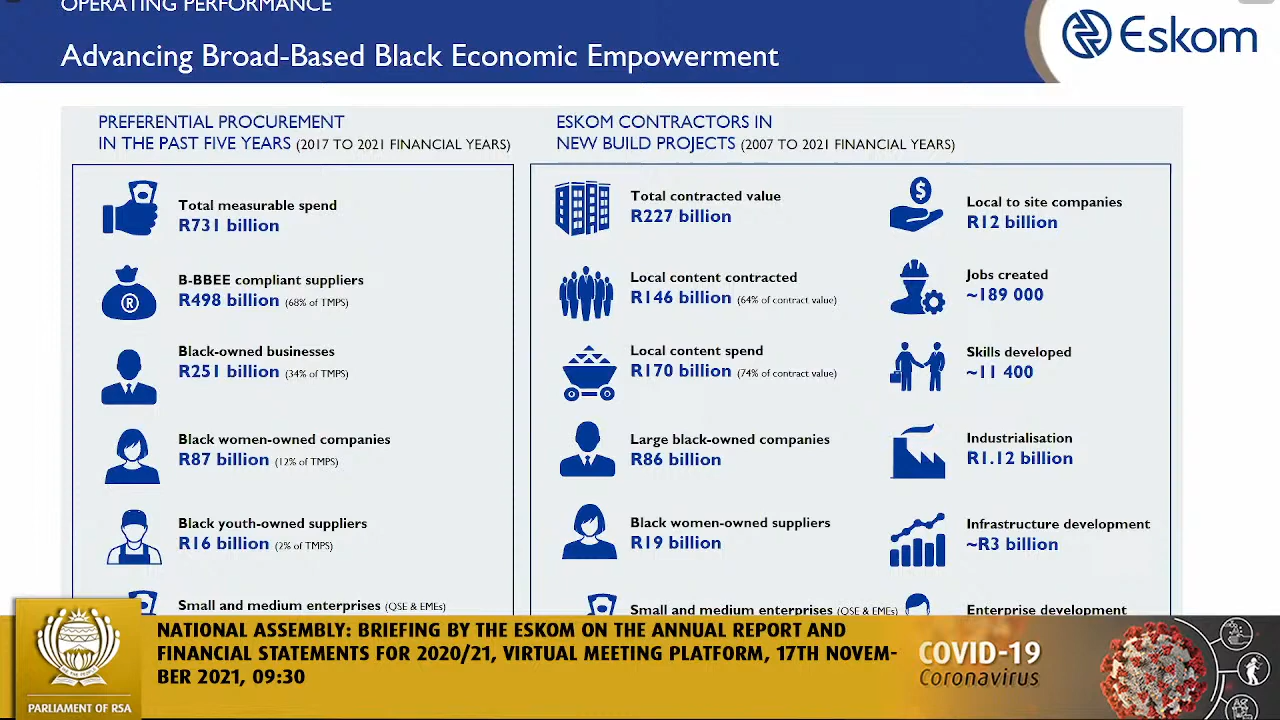 OPERATING PERFORMANCE
Advancing Broad-Based Black Economic Empowerment
Eskom
PREFERENTIAL PROCUREMENT
IN THE PAST FIVE YEARS (2017 TO 2021 FINANCIAL YEARS)
Total measurable spend
R731 billion
B-BBEE compliant suppliers
R498 billion (68% of TMPS)
Black-owned businesses
R251 billion (34% of TMPS)
Black women-owned companies
R87 billion (12% of TMPS)
Black youth-owned suppliers
R16 billion (2% of TMPS)
Small and medium enterprises (QSE & EMEs)
ESKOM CONTRACTORS IN
NEW BUILD PROJECTS (2007 TO 2021 FINANCIAL YEARS)
Total contracted value
R227 billion
Local content contracted
R146 billion (64% of contract value)
Local content spend
R170 billion (74% of contract value)
Large black-owned companies
R86 billion
Black women-owned suppliers
R19 billion
Small and medium enterprises (QSE & EMEs)
Local to site companies
R12 billion
Jobs created
~189 000
Skills developed
~11 400
Industrialisation
R1.12 billion
Infrastructure development
~R3 billion
Enterprise development
PARLIAMENT OF RSA
NATIONAL ASSEMBLY: BRIEFING BY THE ESKOM ON THE ANNUAL REPORT AND
FINANCIAL STATEMENTS FOR 2020/21, VIRTUAL MEETING PLATFORM, 17TH NOVEM-
BER 2021, 09:30
COVID-19
Coronavirus